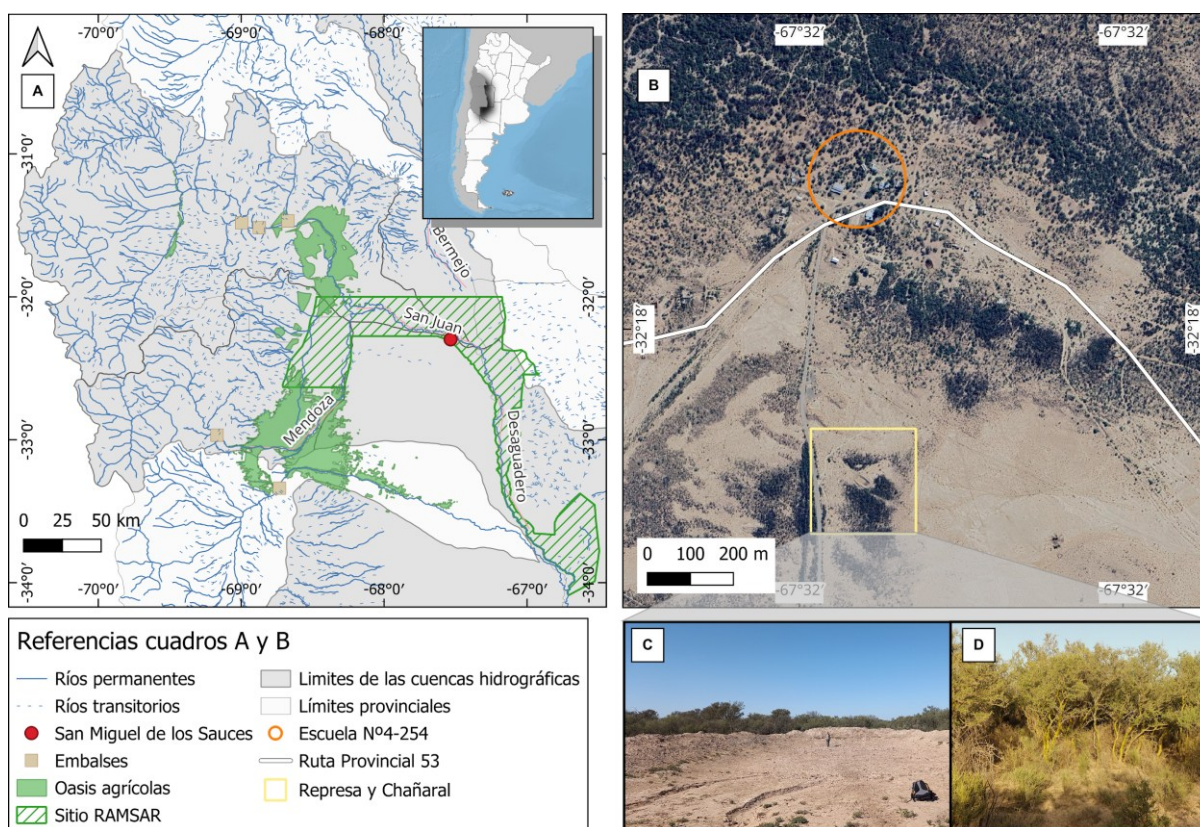 -70°0'
-69°0'
-68°0'
-67°0'
A
-31°0'
-31°0'
Bermejo
-32°0'
-32°0'
San Juan
Mendoza
Desaguadero
-33°0'
-33°0'
0 25 50 km
-34°0'
-34°0'
-70°0'
-69°0'
-68°0'
-67°0'
-67°32'
-67°32'
B
-32°18'
-32°18'
0 100 200 m
-67°32'
-67°32'
Referencias cuadros A y B
Ríos permanentes
Ríos transitorios
San Miguel de los Sauces
Embalses
Oasis agrícolas
Sitio RAMSAR
Limites de las cuencas hidrográficas
Límites provinciales
Escuela Nº4-254
Ruta Provincial 53
Represa y Chañaral
C
D